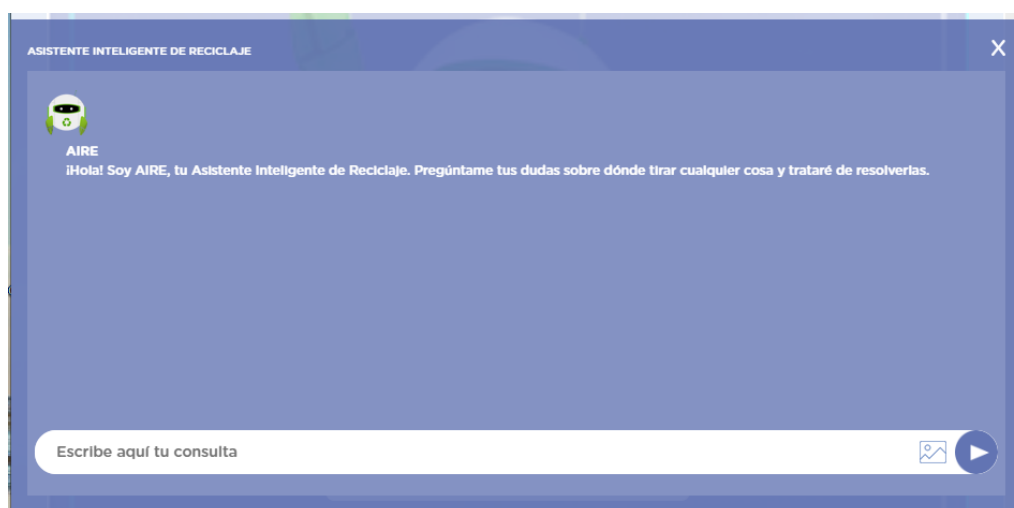 ASISTENTE INTELIGENTE DE RECICLAJE
X
AIRE
¡Hola! Soy AIRE, tu Asistente Inteligente de Reciclaje. Pregúntame tus dudas sobre dónde tirar cualquier cosa y trataré de resolverlas.
Escribe aquí tu consulta